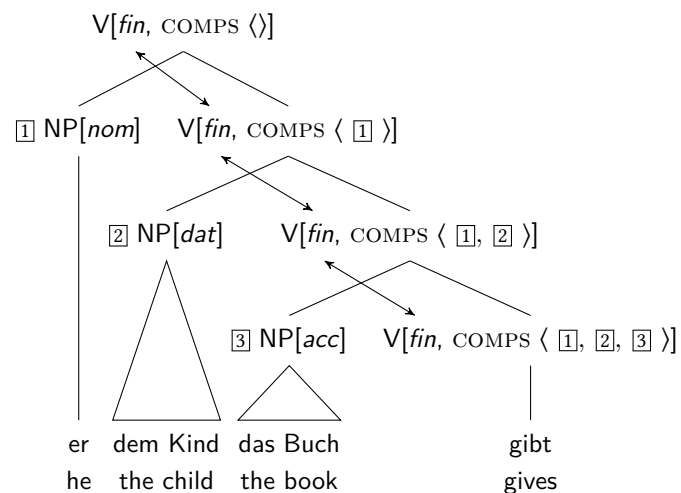 V[fin, COMPS ⟨⟩]
1 NP[nom] V[fin, COMPS ⟨ 1 ⟩]
2 NP[dat] V[fin, COMPS ⟨ 1, 2 ⟩]
3 NP[acc] V[fin, COMPS ⟨ 1, 2, 3 ⟩]
er dem Kind das Buch gibt
he the child the book gives